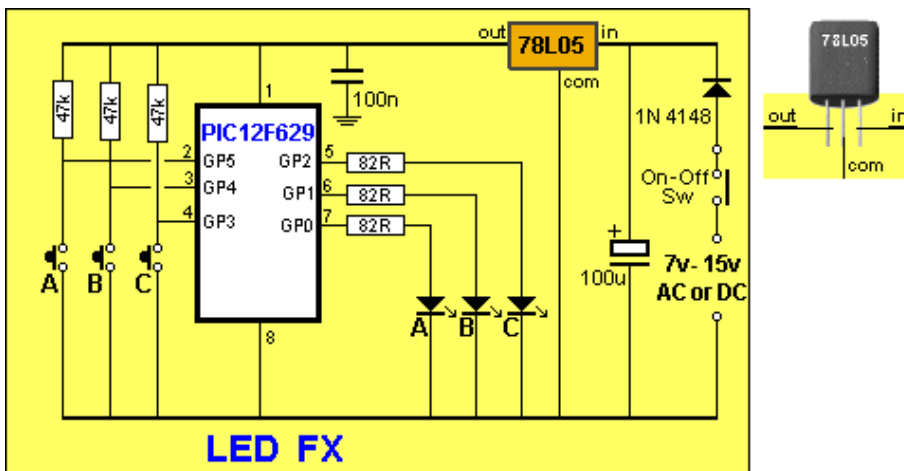 out
78L05
in
com
47k
47k
47k
1
100n
PIC12F629
1N 4148
2
GP5
GP2
5
82R
3
GP4
GP1
6
82R
4
GP3
GP0
7
82R
On-Off
Sw
A
B
C
+
100u
7v- 15v
AC or DC
A
B
C
8
LED FX
78L05
out
in
com